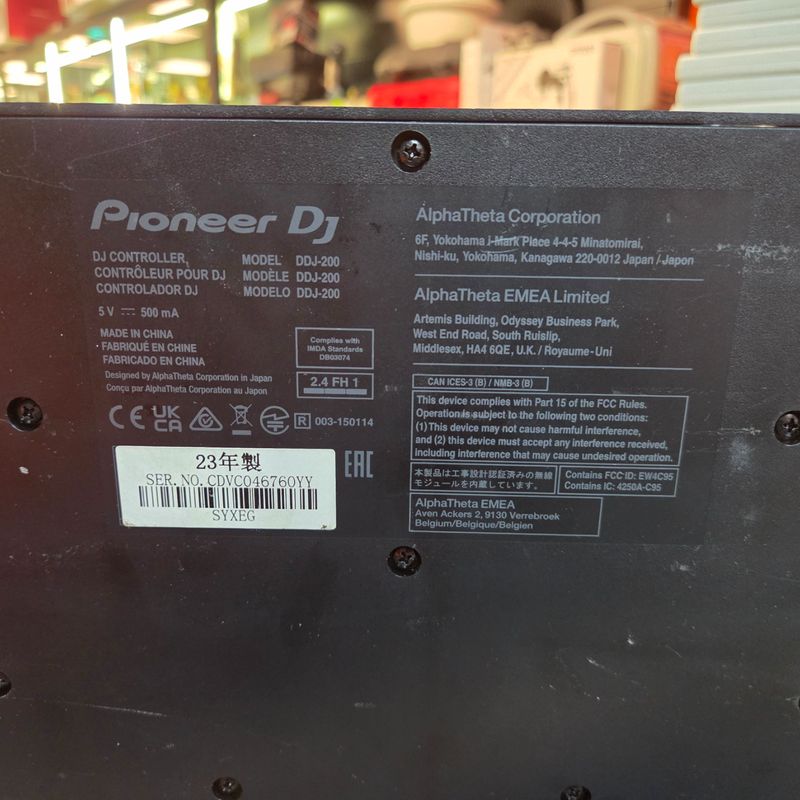 Pioneer Dj
DJ CONTROLLER MODEL DDJ-200
CONTRÔLEUR POUR DJ MODÈLE DDJ-200
CONTROLADOR DJ MODELO DDJ-200
5 V 500 mA
MADE IN CHINA
FABRIQUÉ EN CHINE
FABRICADO EN CHINA
Designed by AlphaTheta Corporation in Japan
Conçu par AlphaTheta Corporation au Japon
Complies with
IMDA Standards
DB03074
2.4 FH 1
CE UK
CA
R 003-150114
23年製
SER.NO.CDVC046760YY
SYXEG
EAC
AlphaTheta Corporation
6F, Yokohama i-Mark Place 4-4-5 Minatomirai,
Nishi-ku, Yokohama, Kanagawa 220-0012 Japan / Japon
AlphaTheta EMEA Limited
Artemis Building, Odyssey Business Park,
West End Road, South Ruislip,
Middlesex, HA4 6QE, U.K. / Royaume-Uni
CAN ICES-3 (B) / NMB-3 (B)
This device complies with Part 15 of the FCC Rules.
Operation is subject to the following two conditions:
(1) This device may not cause harmful interference,
and (2) this device must accept any interference received,
including interference that may cause undesired operation.
本製品は工事設計認証済みの無線
モジュールを内蔵しています。
Contains FCC ID: EW4C95
Contains IC: 4250A-C95
AlphaTheta EMEA
Aven Ackers 2, 9130 Verrebroek
Belgium/Belgique/Belgien